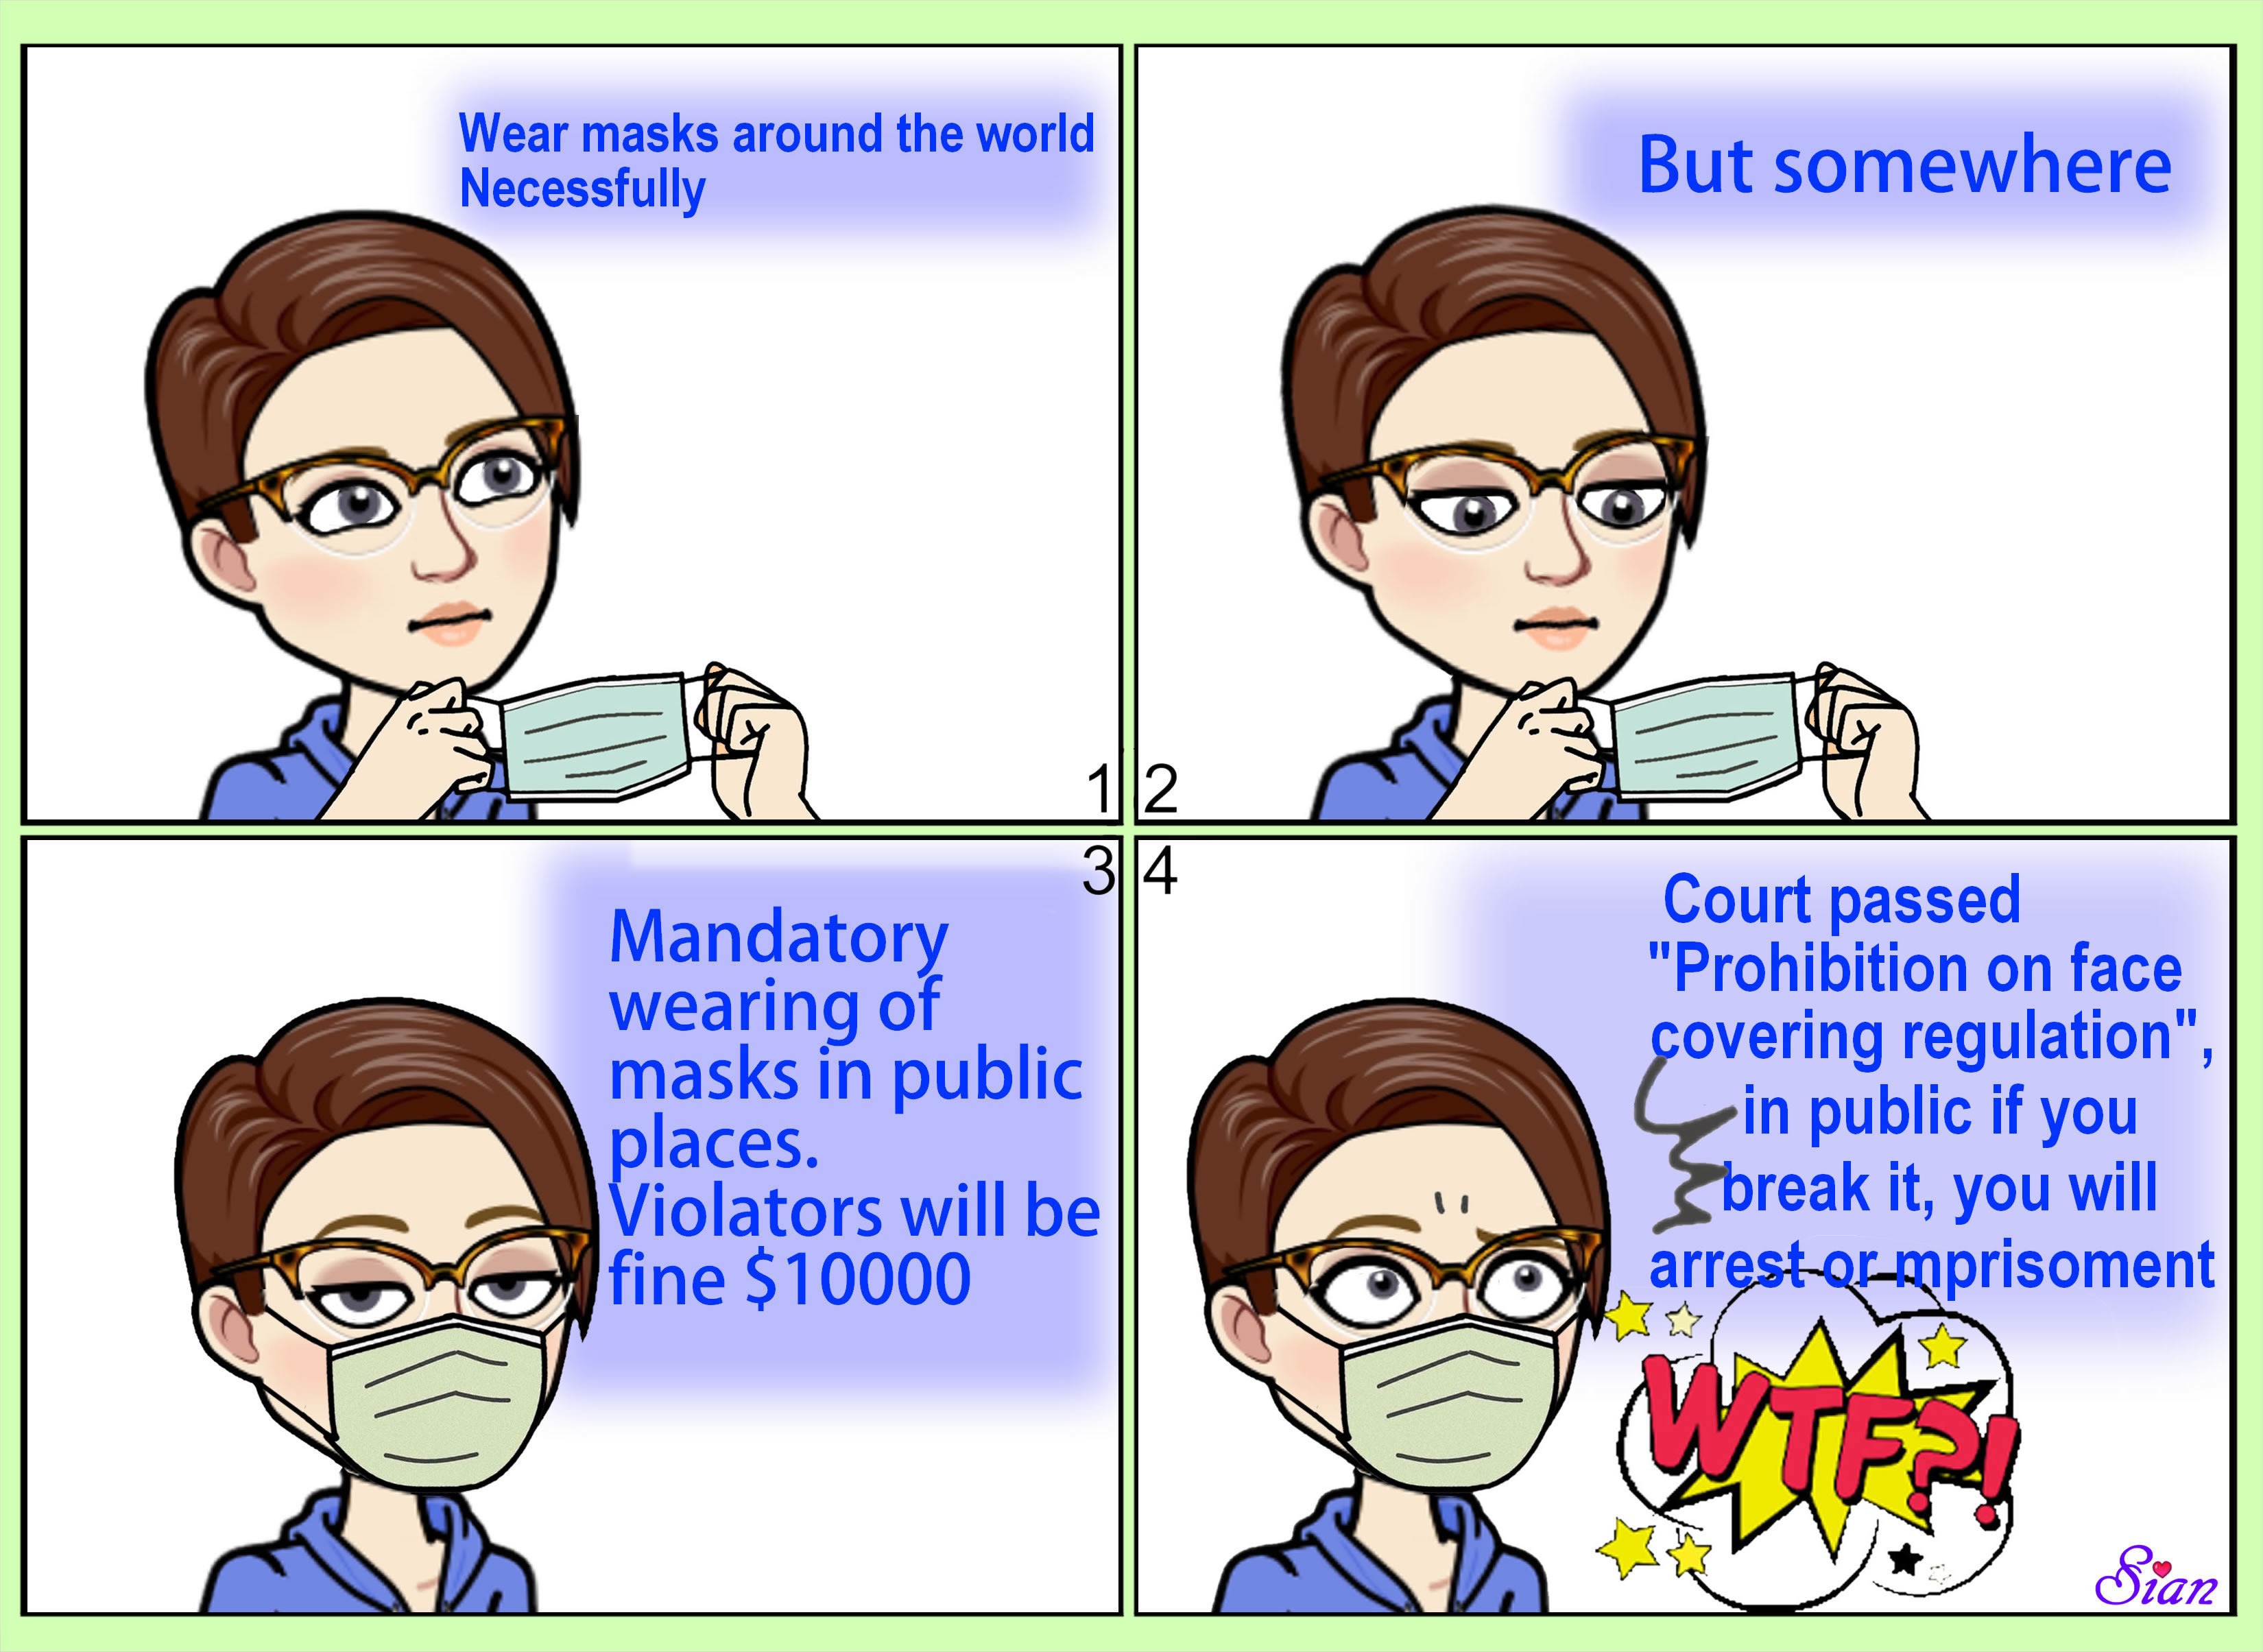 Wear masks around the world
Necessfully
1
But somewhere
2
3
Mandatory
wearing of
masks in public
places.
Violators will be
fine $10000
4
Court passed
"Prohibition on face
covering regulation",
in public if you
break it, you will
arrest or mprisoment
WTF?!
Sian